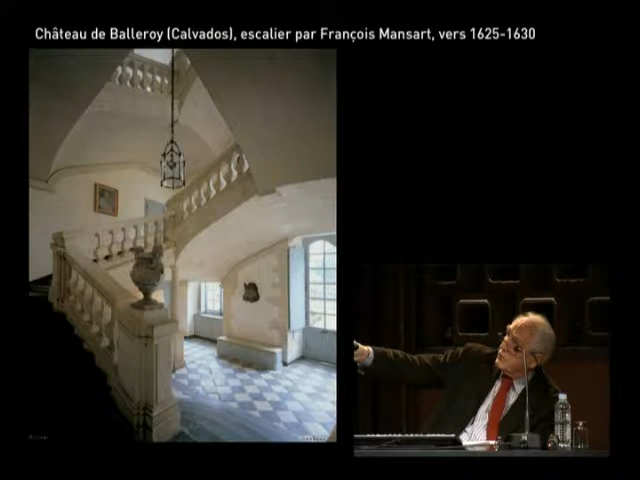 Château de Balleroy (Calvados), escalier par François Mansart, vers 1625-1630